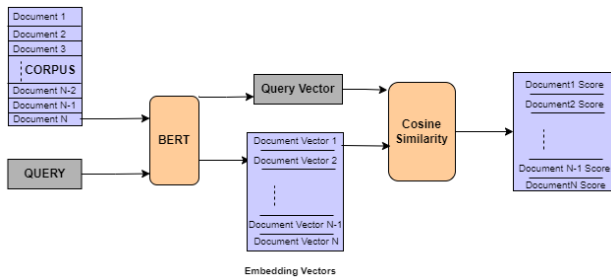 Document 1
Document 2
Document 3
CORPUS
Document N-2
Document N-1
Document N
QUERY
BERT
Query Vector
Document Vector 1
Document Vector 2
Document Vector N-1
Document Vector N
Embedding Vectors
Cosine
Similarity
Document1 Score
Document2 Score
Document N-1 Score
DocumentN Score